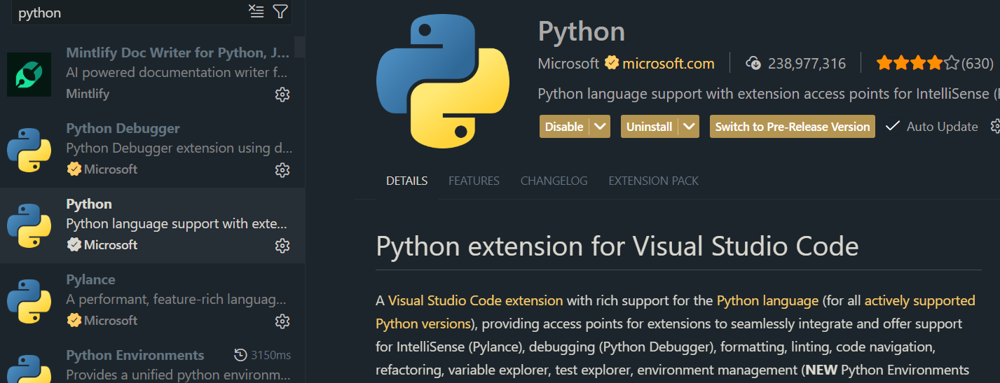 python
Mintlify Doc Writer for Python, J...
AI powered documentation writer f...
Mintlify
Python Debugger
Python Debugger extension using d...
Microsoft
Python
Python language support with exte...
Microsoft
Pylance
A performant, feature-rich languag...
Microsoft
Python Environments 3150ms
Provides a unified python environm...
Python
Microsoft microsoft.com 238,977,316 (630)
Python language support with extension access points for IntelliSense (
Disable Uninstall Switch to Pre-Release Version Auto Update
DETAILS FEATURES CHANGELOG EXTENSION PACK
Python extension for Visual Studio Code
A Visual Studio Code extension with rich support for the Python language (for all actively supported
Python versions), providing access points for extensions to seamlessly integrate and offer support
for IntelliSense (Pylance), debugging (Python Debugger), formatting, linting, code navigation,
refactoring, variable explorer, test explorer, environment management (NEW Python Environments